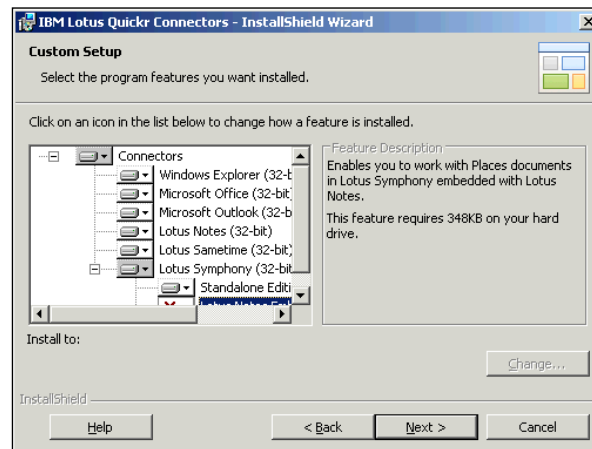 IBM Lotus Quickr Connectors - InstallShield Wizard
Custom Setup
Select the program features you want installed.
Click on an icon in the list below to change how a feature is installed.
Connectors
Windows Explorer (32-b
Microsoft Office (32-bit)
Microsoft Outlook (32-b
Lotus Notes (32-bit)
Lotus Sametime (32-bit)
Lotus Symphony (32-bit
Standalone Editi
Lotus Notes Em
Feature Description
Enables you to work with Places documents
in Lotus Symphony embedded with Lotus
Notes.
This feature requires 348KB on your hard
drive.
Install to:
Change...
InstallShield
Help
< Back
Next >
Cancel